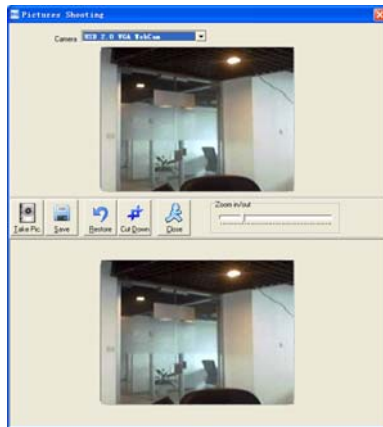 Pictures Shooting
Camera USB 2.0 VGA WebCam
Zoom in/out
Take Pic. Save Restore Cut Down Close